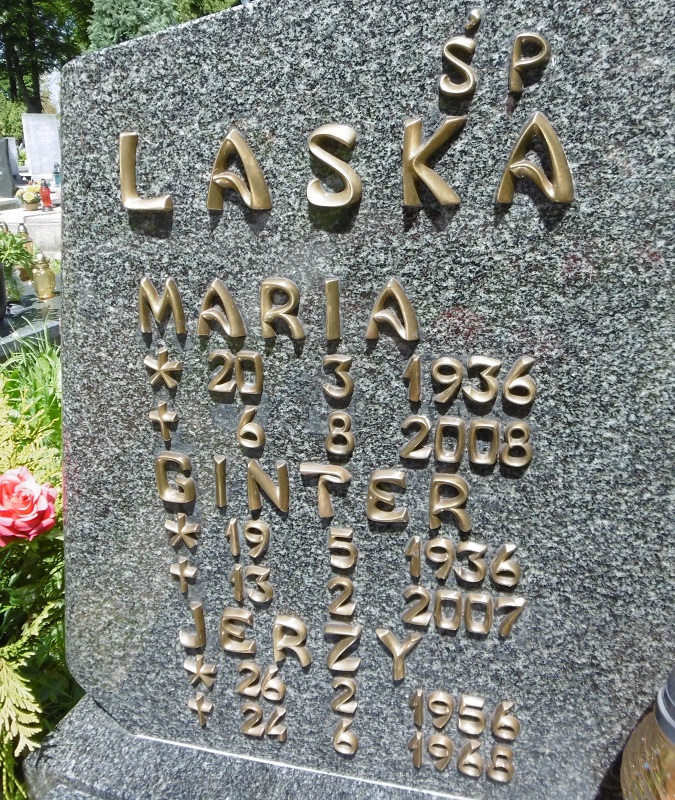 ŚP
LASKA
MARIA
* 20 3 1936
† 6 8 2008
GINTER
* 19 5 1936
† 13 2 2007
JERZY
* 26 2 1956
† 24 6 1968